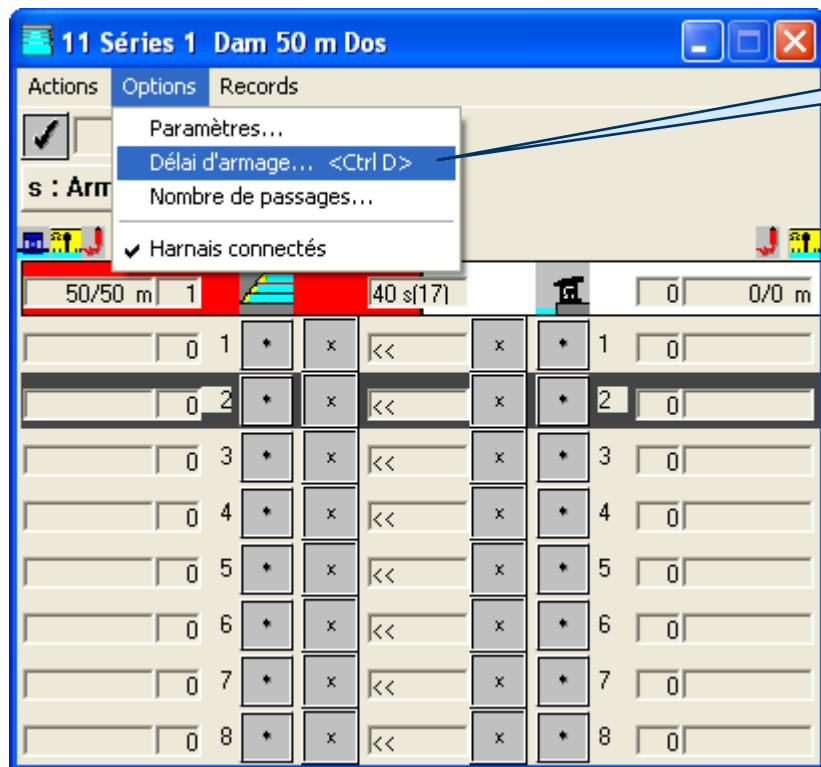 11 Séries 1 Dam 50 m Dos
Actions Options Records
Paramètres...
Délai d'armage... <Ctrl D>
s : Arm
Nombre de passages...
Harnais connectés
50/50 m 1 40 s(17) 0 0/0 m
0 1 • x << x • 1 0
0 2 • x << x • 2 0
0 3 • x << x • 3 0
0 4 • x << x • 4 0
0 5 • x << x • 5 0
0 6 • x << x • 6 0
0 7 • x << x • 7 0
0 8 • x << x • 8 0